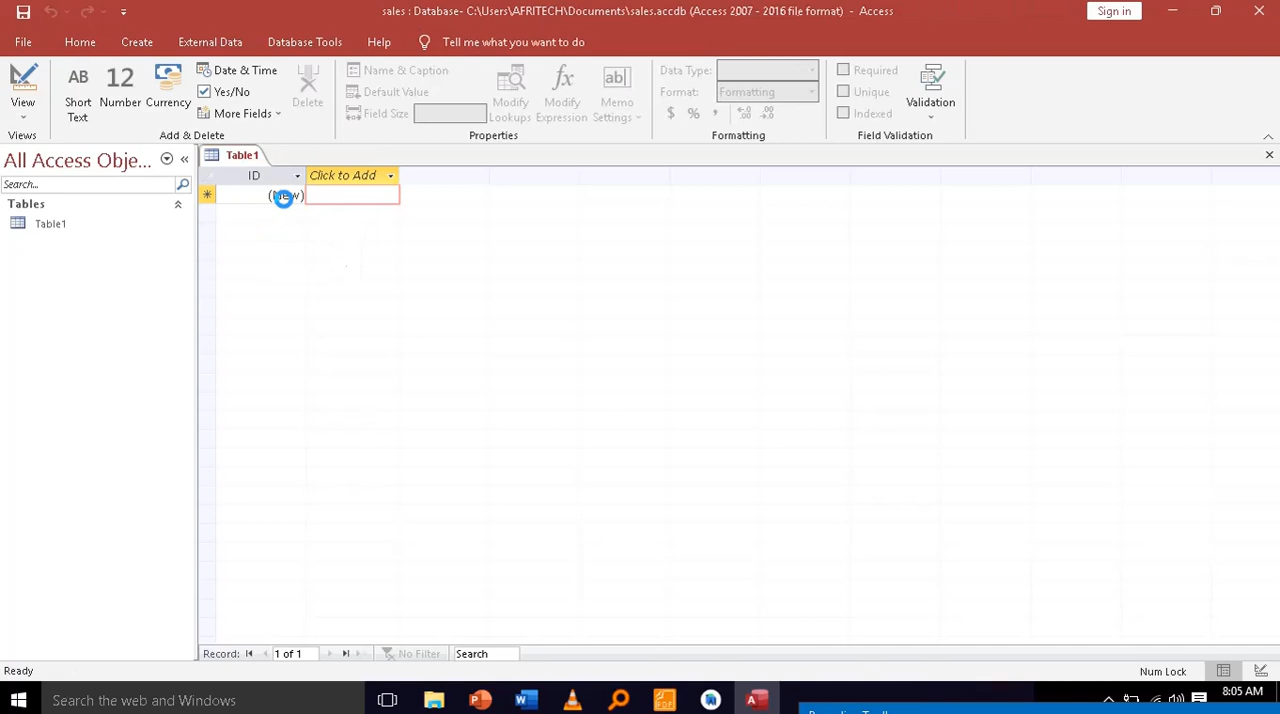 sales : Database- C:\Users\AFRITECH\Documents\sales.accdb (Access 2007 - 2016 file format) - Access
Sign in
File Home Create External Data Database Tools Help Tell me what you want to do
View
Views
AB Short Text
12 Number
Currency
Date & Time
Yes/No
More Fields
Delete
Add & Delete
Name & Caption
Default Value
Field Size
Modify Lookups
fx Modify Expression
ab Memo Settings
Properties
Data Type:
Format: Formatting
$ % , .00 .00
Formatting
Required
Unique
Indexed
Validation
Field Validation
All Access Obje...
Search...
Tables
Table1
Table1
ID Click to Add
(New)
Record: 1 of 1 No Filter Search
Ready
Num Lock
Search the web and Windows
8:05 AM